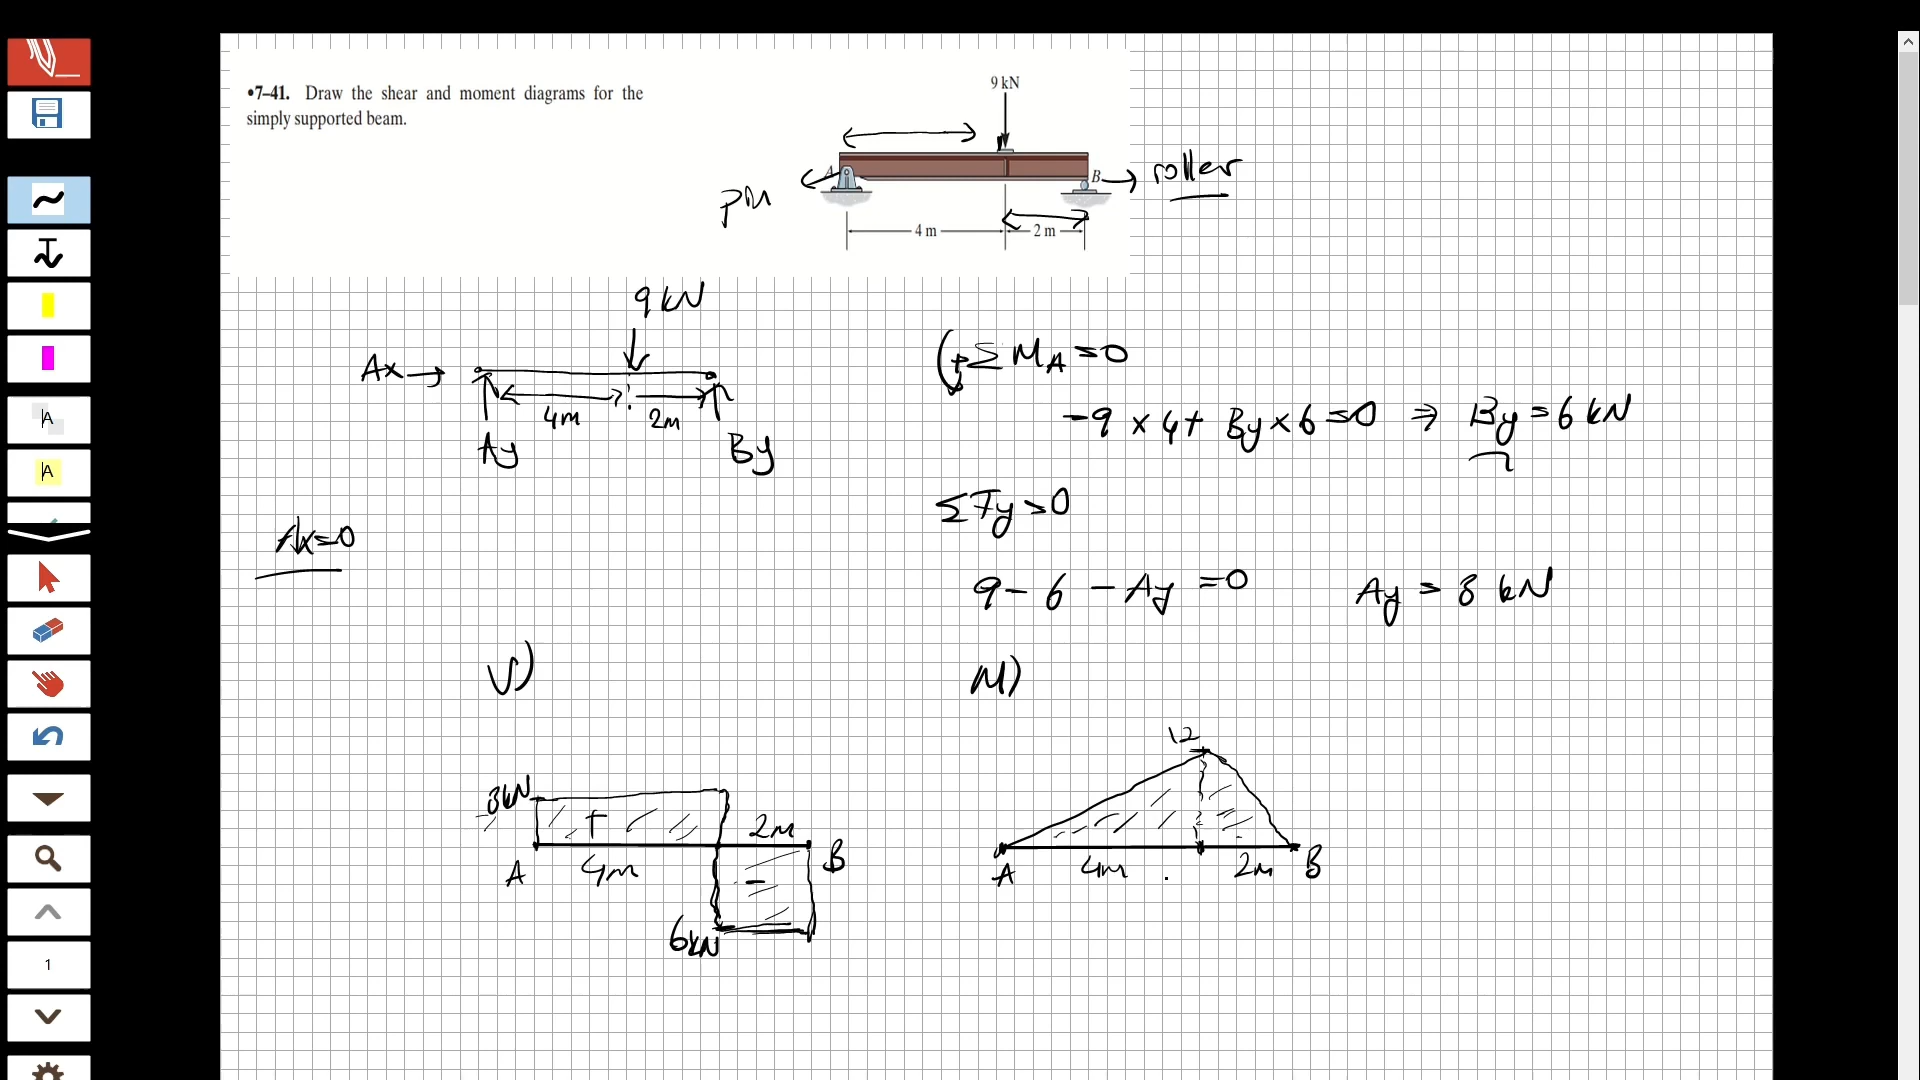 •7–41. Draw the shear and moment diagrams for the
simply supported beam.
9 kN
A
B
roller
pın
4 m
2 m
9 kN
Ax
4m
2m
Ay
By
(+ΣMA=0
-9×4+ By×6=0 ⇒ By=6 kN
ΣFy=0
Ax=0
9-6-Ay=0 Ay=3 kN
V)
M)
3kN
+
2m
A
4m
B
-
6kN
12
A
4m
2m
B
A
A
1